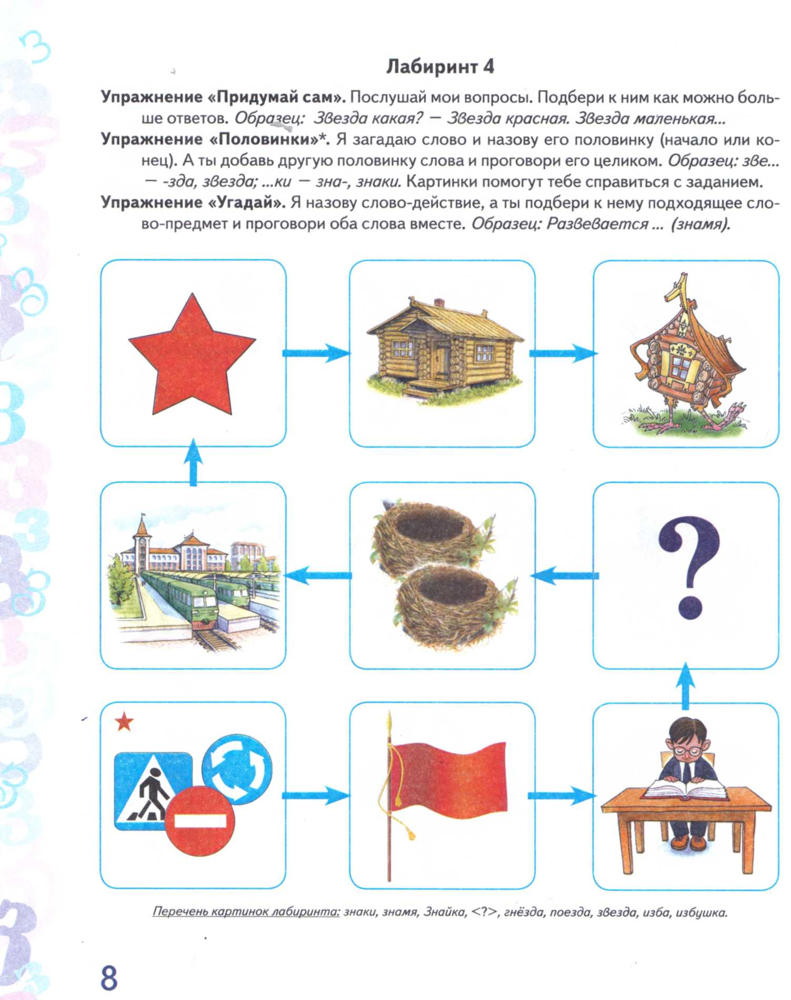 Лабиринт 4
Упражнение «Придумай сам». Послушай мои вопросы. Подбери к ним как можно боль-
ше ответов. Образец: Звезда какая? — Звезда красная. Звезда маленькая...
Упражнение «Половинки»*. Я загадаю слово и назову его половинку (начало или ко-
нец). А ты добавь другую половинку слова и проговори его целиком. Образец: зве...
— -зда, звезда; ...ки — зна-, знаки. Картинки помогут тебе справиться с заданием.
Упражнение «Угадай». Я назову слово-действие, а ты подбери к нему подходящее сло-
во-предмет и проговори оба слова вместе. Образец: Развевается ... (знамя).
?
Перечень картинок лабиринта: знаки, знамя, Знайка, <?>, гнёзда, поезда, звезда, изба, избушка.
8